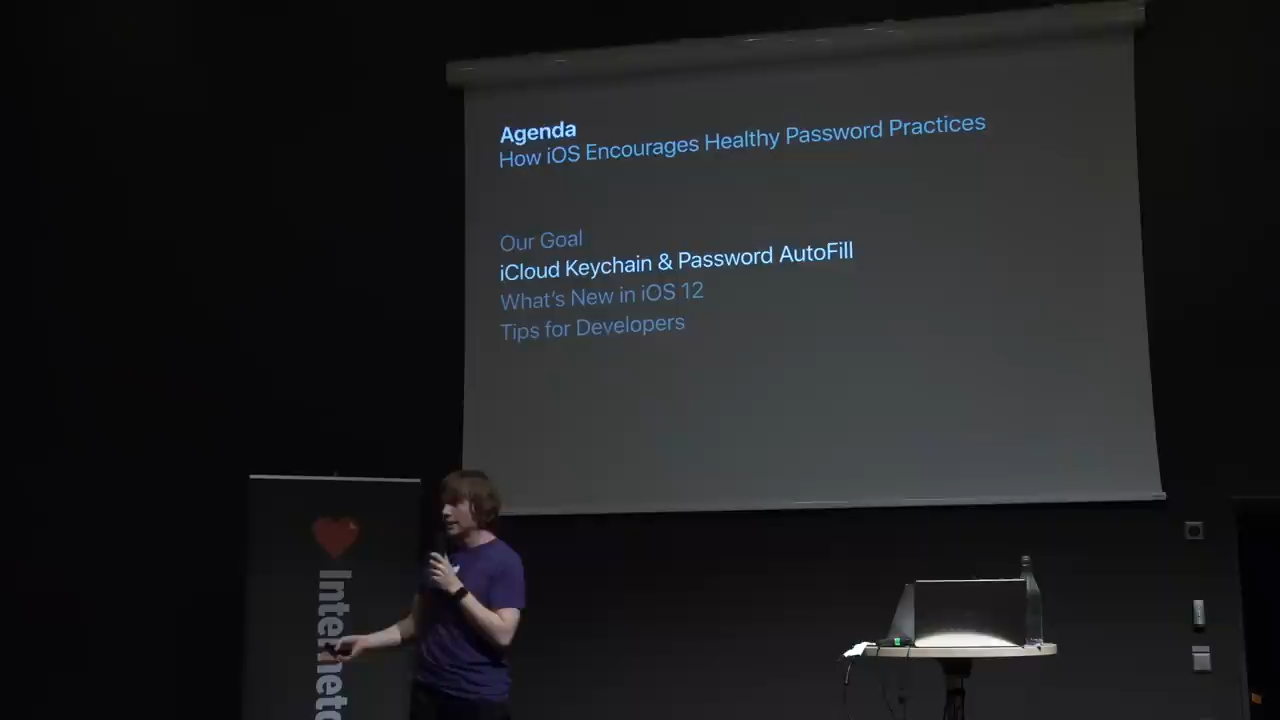 Agenda
How iOS Encourages Healthy Password Practices
Our Goal
iCloud Keychain & Password AutoFill
What's New in iOS 12
Tips for Developers